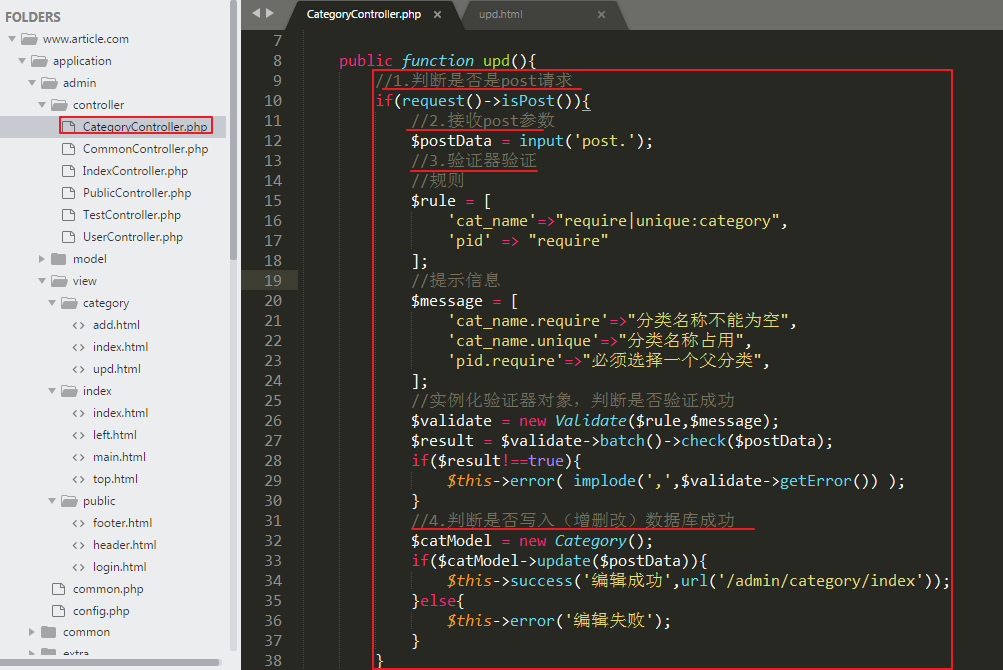 FOLDERS
www.article.com
application
admin
controller
CategoryController.php
CommonController.php
IndexController.php
PublicController.php
TestController.php
UserController.php
model
view
category
add.html
index.html
upd.html
index
index.html
left.html
main.html
top.html
public
footer.html
header.html
login.html
common.php
config.php
common
extra
CategoryController.php ×
upd.html ×
7
8 public function upd(){
9 //1.判断是否是post请求
10 if(request()->isPost()){
11 //2.接收post参数
12 $postData = input('post.');
13 //3.验证器验证
14 //规则
15 $rule = [
16 'cat_name'=>"require|unique:category",
17 'pid' => "require"
18 ];
19 //提示信息
20 $message = [
21 'cat_name.require'=>"分类名称不能为空",
22 'cat_name.unique'=>"分类名称占用",
23 'pid.require'=>"必须选择一个父分类",
24 ];
25 //实例化验证器对象，判断是否验证成功
26 $validate = new Validate($rule,$message);
27 $result = $validate->batch()->check($postData);
28 if($result!==true){
29 $this->error( implode(',',$validate->getError()) );
30 }
31 //4.判断是否写入（增删改）数据库成功
32 $catModel = new Category();
33 if($catModel->update($postData)){
34 $this->success('编辑成功',url('/admin/category/index'));
35 }else{
36 $this->error('编辑失败');
37 }
38 }